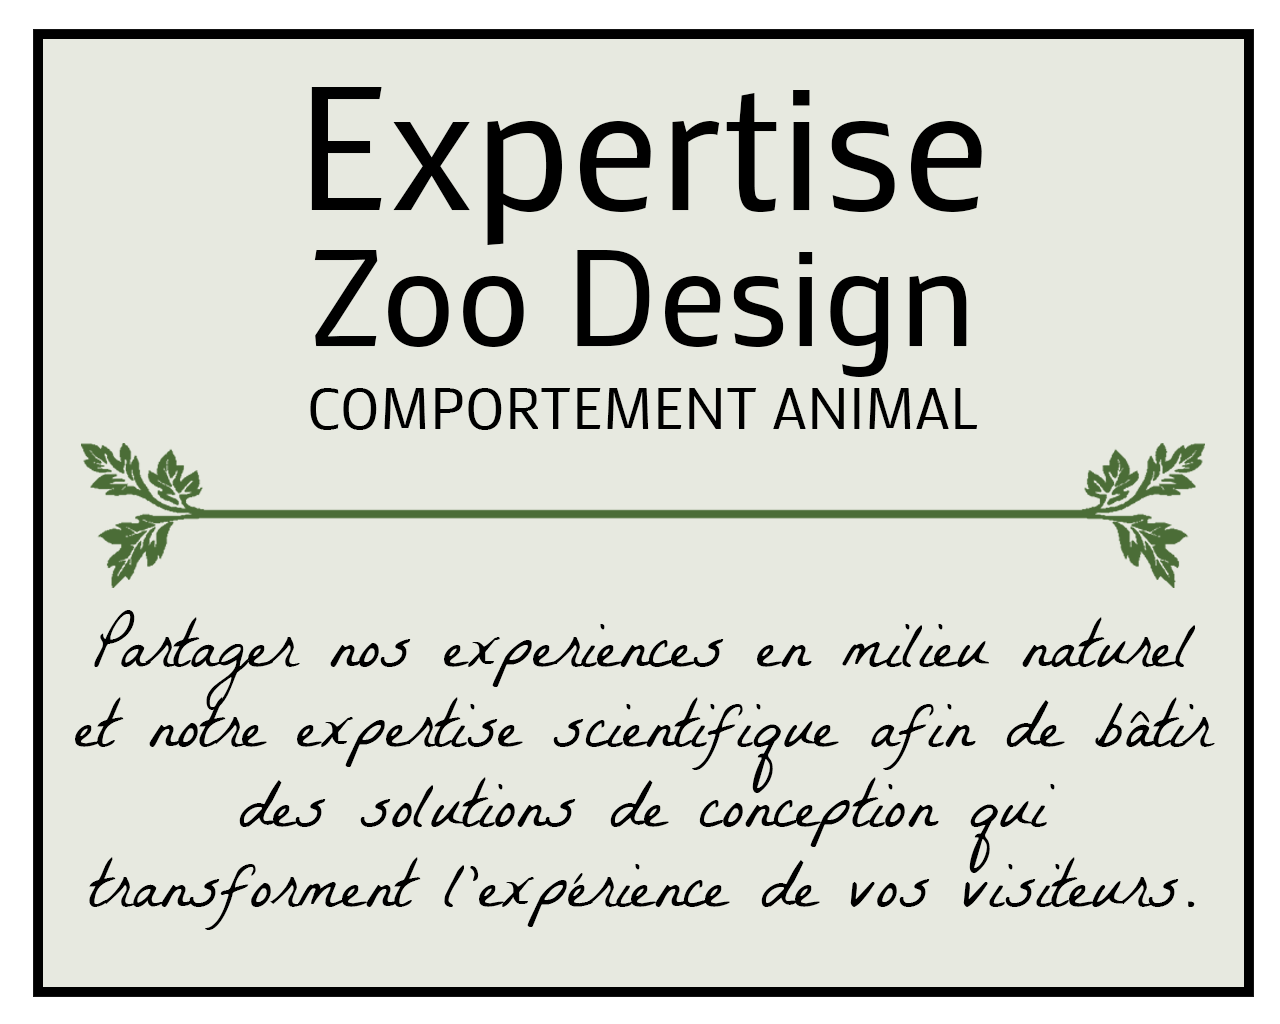 Expertise
Zoo Design
COMPORTEMENT ANIMAL
Partager nos experiences en milieu naturel
et notre expertise scientifique afin de bâtir
des solutions de conception qui
transforment l'expérience de vos visiteurs.